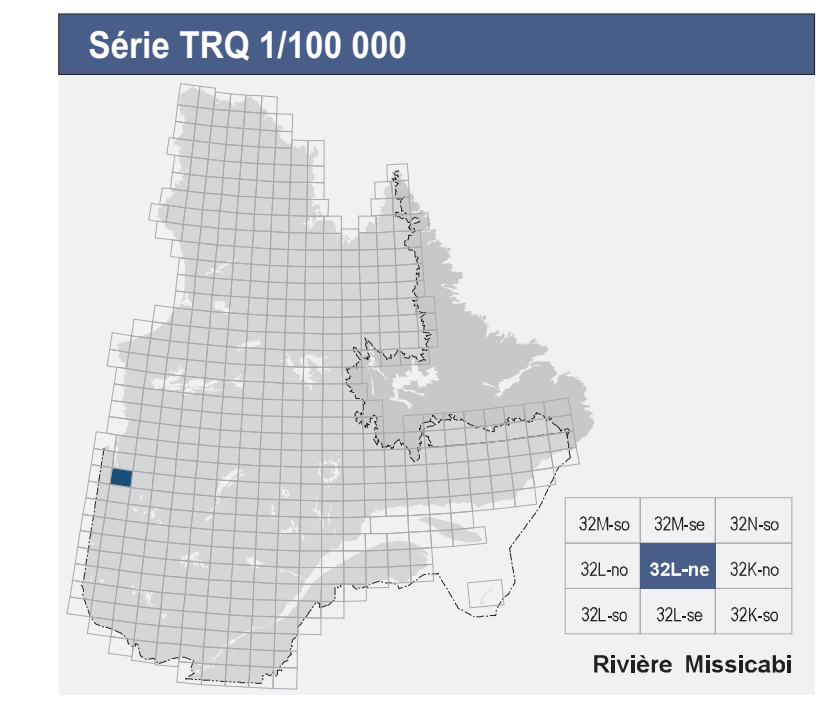 Série TRQ 1/100 000
32M-so 32M-se 32N-so
32L-no 32L-ne 32K-no
32L-so 32L-se 32K-so
Rivière Missicabi